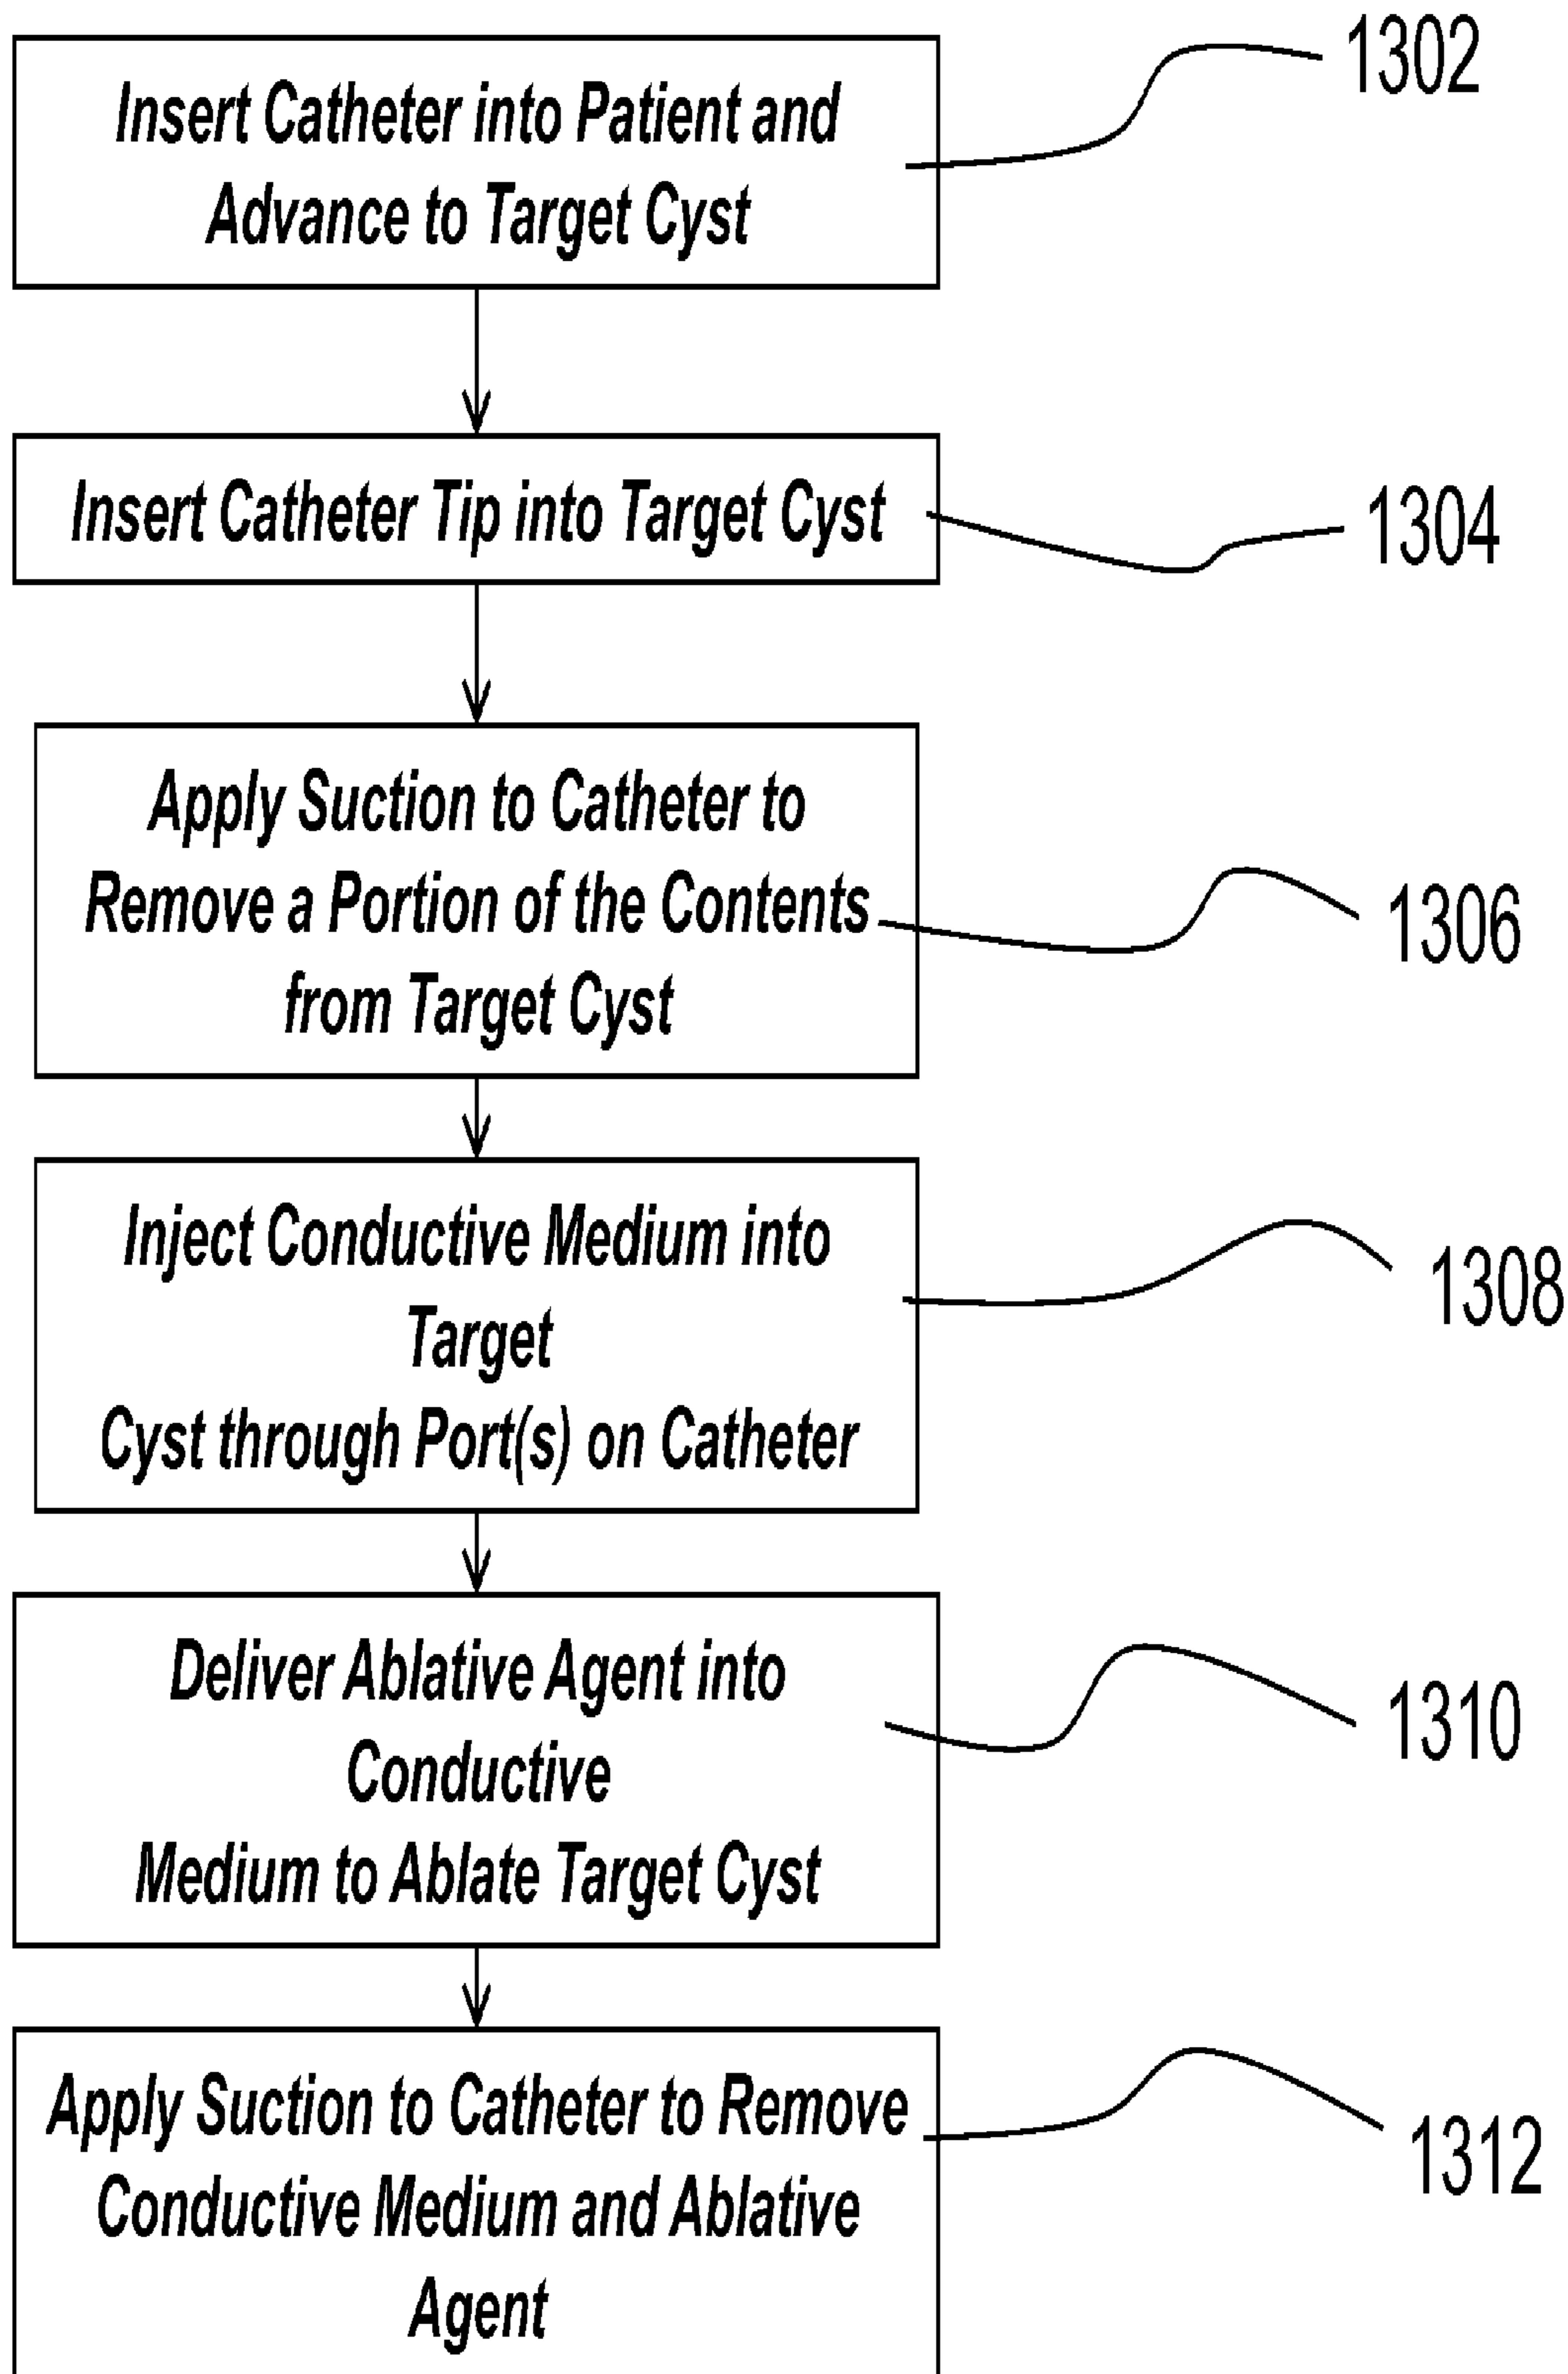 Insert Catheter into Patient and
Advance to Target Cyst
1302
Insert Catheter Tip into Target Cyst
1304
Apply Suction to Catheter to
Remove a Portion of the Contents
from Target Cyst
1306
Inject Conductive Medium into
Target
Cyst through Port(s) on Catheter
1308
Deliver Ablative Agent into
Conductive
Medium to Ablate Target Cyst
1310
Apply Suction to Catheter to Remove
Conductive Medium and Ablative
Agent
1312